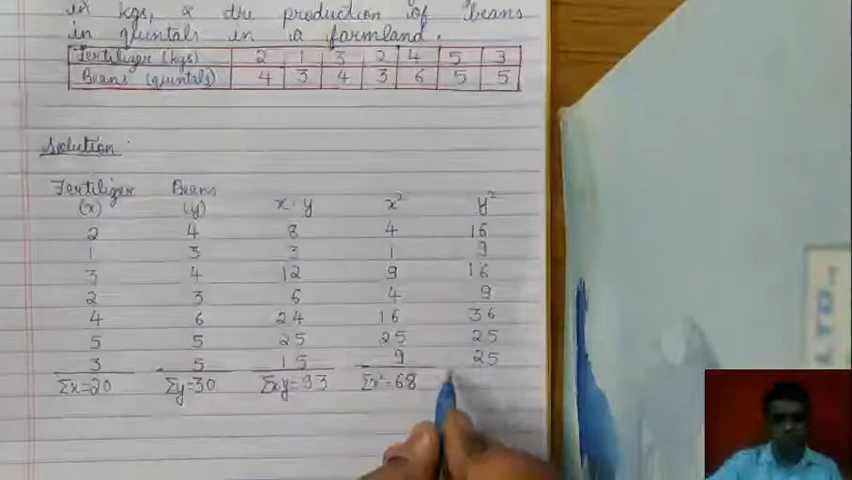 in kgs, & the production of beans
in quintals in a farmland.
Fertilizer (kgs) 2 1 3 2 4 5 3
Beans (quintals) 4 3 4 3 6 5 5
Solution
Fertilizer Beans
(x) (y) x·y x² y²
2 4 8 4 16
1 3 3 1 9
3 4 12 9 16
2 3 6 4 9
4 6 24 16 36
5 5 25 25 25
3 5 15 9 25
Σx=20 Σy=30 Σxy=93 Σx²=68
LTD.